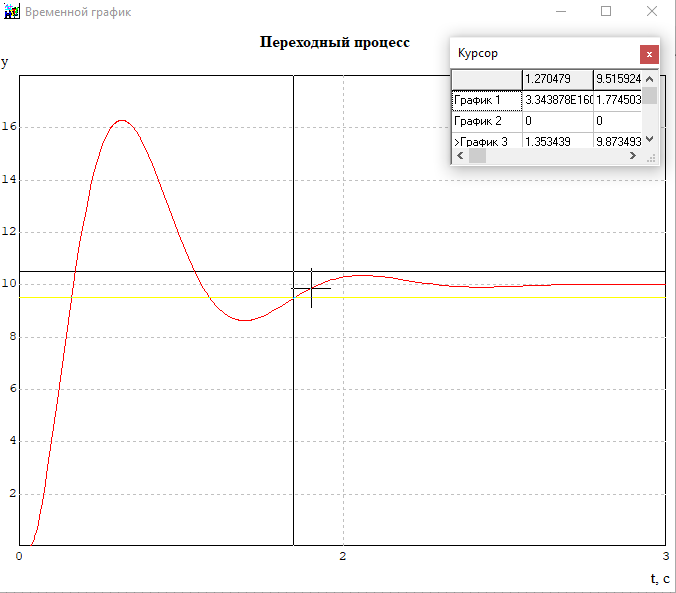 Временной график
Переходный процесс
y
Курсор
x
1.270479 9.515924
График 1 3.343878E160 1.774503
График 2 0 0
>График 3 1.353439 9.873493
16
14
12
10
8
6
4
2
0 2 3
t, c